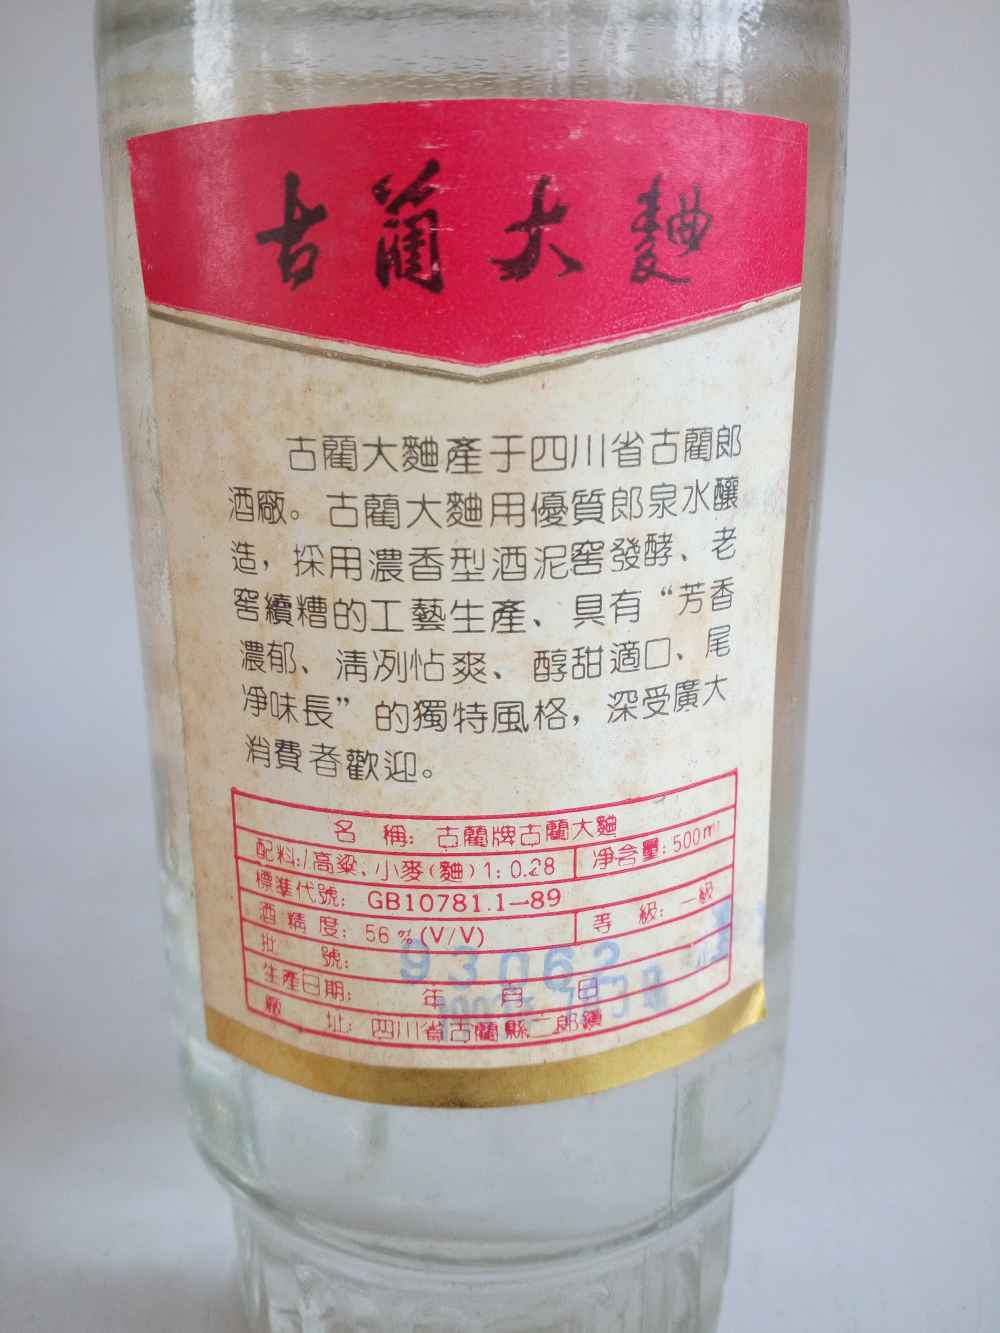 古藺大麯
古藺大麯產于四川省古藺郎
酒廠。古藺大麯用優質郎泉水釀
造，採用濃香型酒泥窖發酵、老
窖續糟的工藝生產、具有“芳香
濃郁、清冽怗爽、醇甜適口、尾
凈味長”的獨特風格，深受廣大
消費者歡迎。
名 稱: 古藺牌古藺大麯
配料:高粱、小麥(麯)1:0.28 凈含量:500ml
標準代號: GB10781.1-89
酒精度: 56%(V/V) 等 級: 一級
批 號: 93062
生產日期: 年 月 日
廠 址: 四川省古藺縣二郎鎮